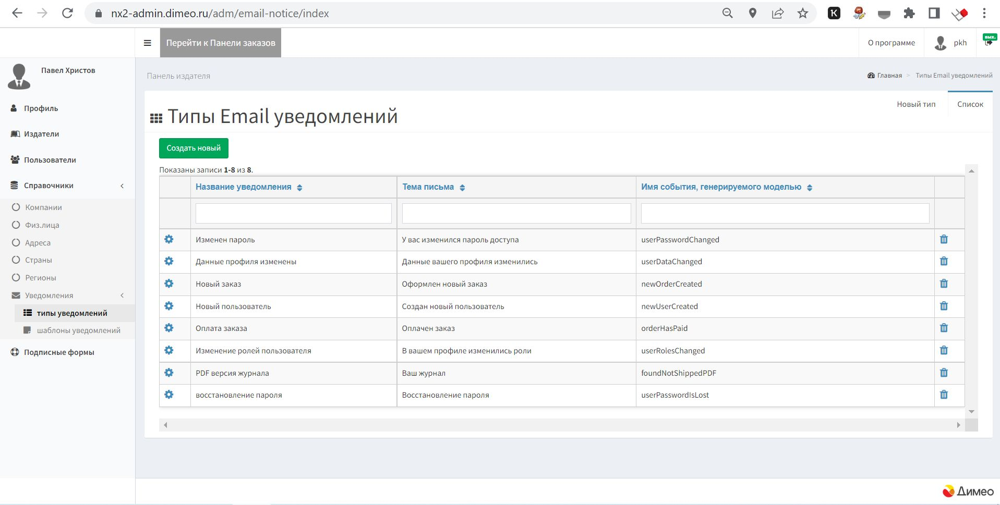 nx2-admin.dimeo.ru/adm/email-notice/index
Перейти к Панели заказов
О программе
pkh
вых.
Павел Христов
Панель издателя
Главная > Типы Email уведомлений
Профиль
Издатели
Пользователи
Справочники
Компании
Физ.лица
Адреса
Страны
Регионы
Уведомления
типы уведомлений
шаблоны уведомлений
Подписные формы
Новый тип
Список
Типы Email уведомлений
Создать новый
Показаны записи 1-8 из 8.
Название уведомления Тема письма Имя события, генерируемого моделью
Изменен пароль У вас изменился пароль доступа userPasswordChanged
Данные профиля изменены Данные вашего профиля изменились userDataChanged
Новый заказ Оформлен новый заказ newOrderCreated
Новый пользователь Создан новый пользователь newUserCreated
Оплата заказа Оплачен заказ orderHasPaid
Изменение ролей пользователя В вашем профиле изменились роли userRolesChanged
PDF версия журнала Ваш журнал foundNotShippedPDF
восстановление пароля Восстановление пароля userPasswordIsLost
Димео